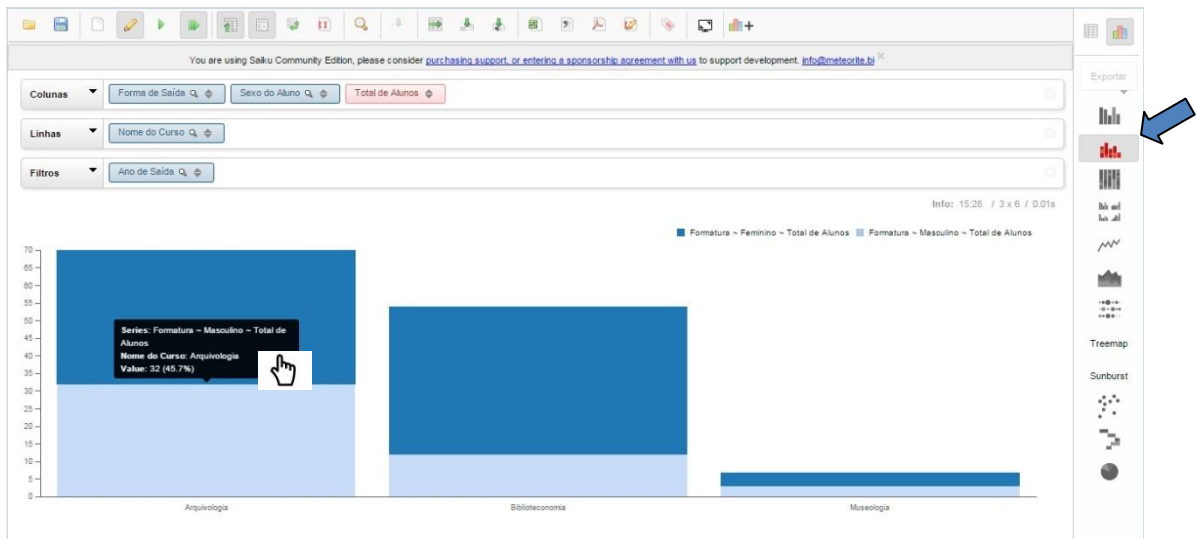 You are using Saiku Community Edition, please consider purchasing support, or entering a sponsorship agreement with us to support development. info@meteorite.bi ×
Exportar
Colunas Forma de Saída Sexo do Aluno Total de Alunos
Linhas Nome do Curso
Filtros Ano de Saída
Info: 15:28 / 3 x 6 / 0.01s
Formatura ~ Feminino ~ Total de Alunos Formatura ~ Masculino ~ Total de Alunos
70
65
60
55
50
45
40
35
30
25
20
15
10
5
0
Series: Formatura ~ Masculino ~ Total de
Alunos
Nome do Curso: Arquivologia
Value: 32 (45.7%)
Arquivologia Biblioteconomia Museologia
Treemap
Sunburst